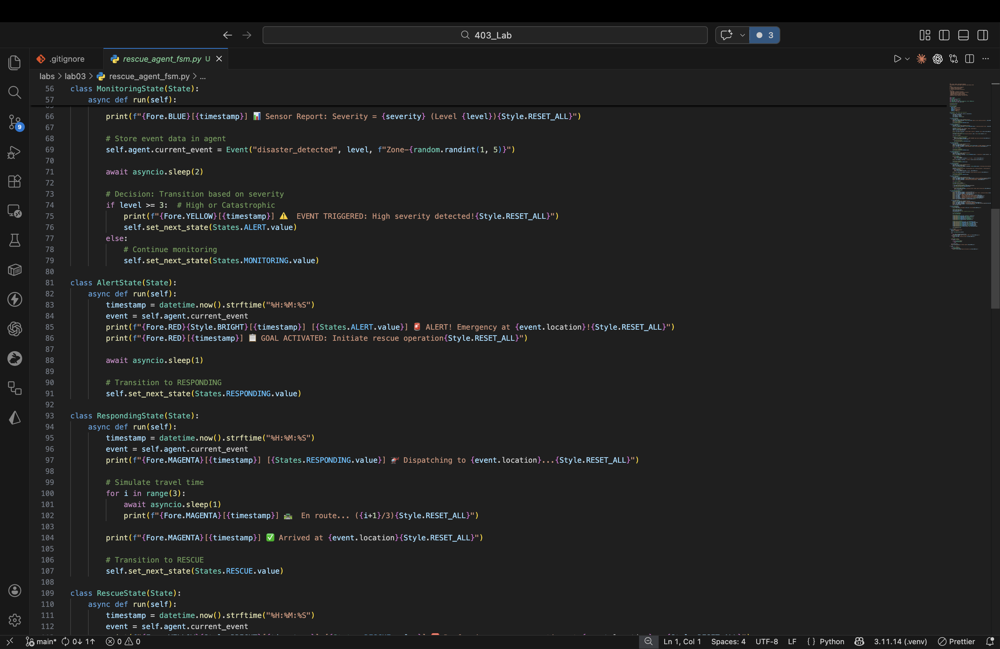 403_Lab
3
.gitignore
rescue_agent_fsm.py U
labs > lab03 > rescue_agent_fsm.py > ...
56 class MonitoringState(State):
57     async def run(self):
66         print(f"{Fore.BLUE}[{timestamp}] 📊 Sensor Report: Severity = {severity} (Level {level}){Style.RESET_ALL}")
67
68         # Store event data in agent
69         self.agent.current_event = Event("disaster_detected", level, f"Zone-{random.randint(1, 5)}")
70
71         await asyncio.sleep(2)
72
73         # Decision: Transition based on severity
74         if level >= 3:  # High or Catastrophic
75             print(f"{Fore.YELLOW}[{timestamp}] ⚠️  EVENT TRIGGERED: High severity detected!{Style.RESET_ALL}")
76             self.set_next_state(States.ALERT.value)
77         else:
78             # Continue monitoring
79             self.set_next_state(States.MONITORING.value)
80
81 class AlertState(State):
82     async def run(self):
83         timestamp = datetime.now().strftime("%H:%M:%S")
84         event = self.agent.current_event
85         print(f"{Fore.RED}{Style.BRIGHT}[{timestamp}] [{States.ALERT.value}] 🚨 ALERT! Emergency at {event.location}!{Style.RESET_ALL}")
86         print(f"{Fore.RED}[{timestamp}] 📋 GOAL ACTIVATED: Initiate rescue operation{Style.RESET_ALL}")
87
88         await asyncio.sleep(1)
89
90         # Transition to RESPONDING
91         self.set_next_state(States.RESPONDING.value)
92
93 class RespondingState(State):
94     async def run(self):
95         timestamp = datetime.now().strftime("%H:%M:%S")
96         event = self.agent.current_event
97         print(f"{Fore.MAGENTA}[{timestamp}] [{States.RESPONDING.value}] 🚁 Dispatching to {event.location}...{Style.RESET_ALL}")
98
99         # Simulate travel time
100         for i in range(3):
101             await asyncio.sleep(1)
102             print(f"{Fore.MAGENTA}[{timestamp}] 🛣️  En route... ({i+1}/3){Style.RESET_ALL}")
103
104         print(f"{Fore.MAGENTA}[{timestamp}] ✅ Arrived at {event.location}{Style.RESET_ALL}")
105
106         # Transition to RESCUE
107         self.set_next_state(States.RESCUE.value)
108
109 class RescueState(State):
110     async def run(self):
111         timestamp = datetime.now().strftime("%H:%M:%S")
112         event = self.agent.current_event
9
main* 0↓ 1↑ 0 0 Ln 1, Col 1 Spaces: 4 UTF-8 LF { } Python 3.11.14 (.venv) Prettier